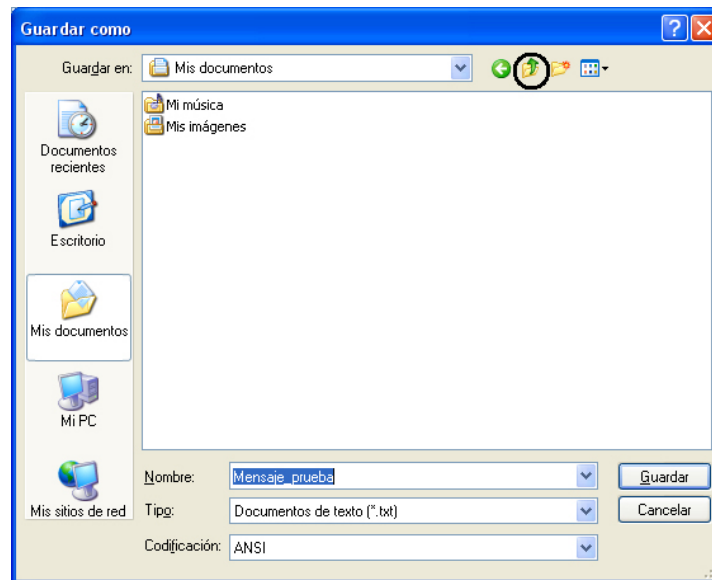 Guardar como
Guardar en: Mis documentos
Mi música
Mis imágenes
Documentos
recientes
Escritorio
Mis documentos
Mi PC
Mis sitios de red
Nombre: Mensaje_prueba Guardar
Tipo: Documentos de texto (*.txt) Cancelar
Codificación: ANSI